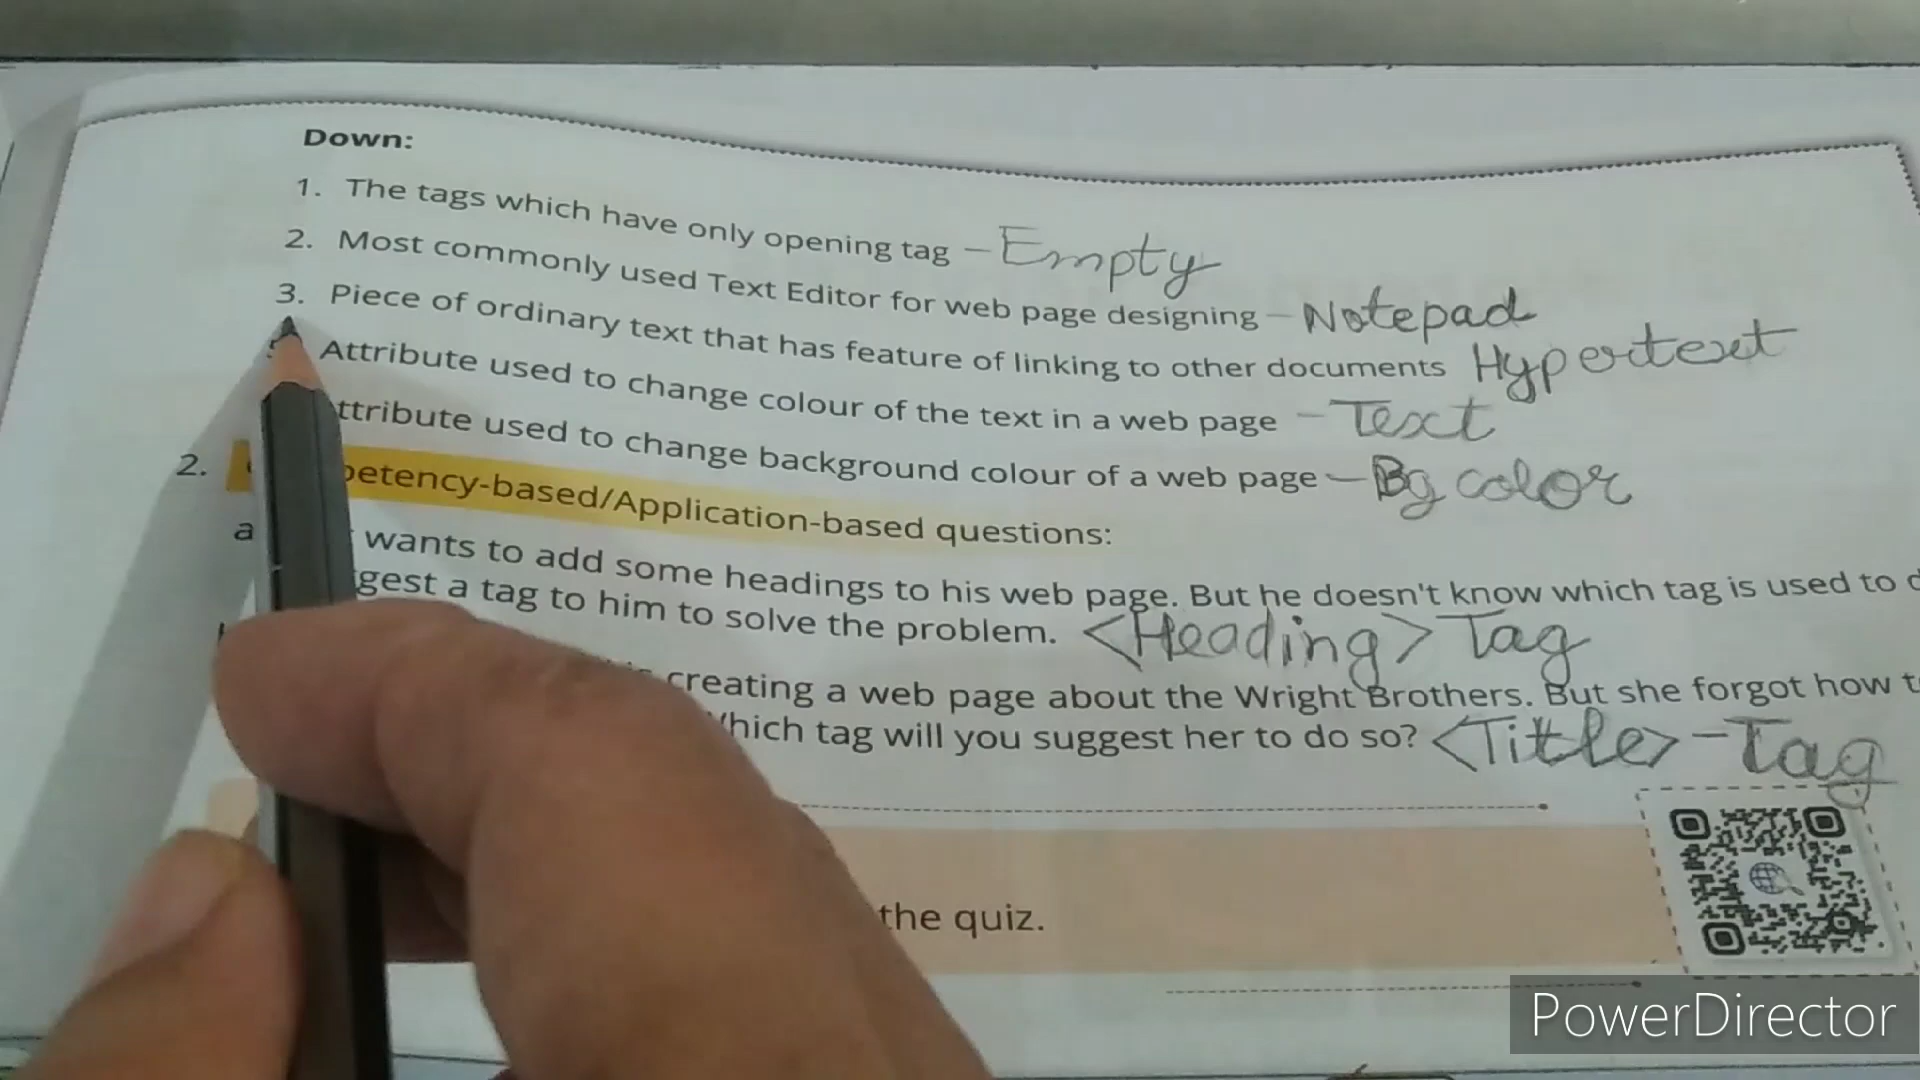 Down:
1. The tags which have only opening tag - Empty
2. Most commonly used Text Editor for web page designing - Notepad
3. Piece of ordinary text that has feature of linking to other documents Hypertext
Attribute used to change colour of the text in a web page - Text
ttribute used to change background colour of a web page - Bg color
2. petency-based/Application-based questions:
a wants to add some headings to his web page. But he doesn't know which tag is used to d
gest a tag to him to solve the problem. <Heading> Tag
creating a web page about the Wright Brothers. But she forgot how t
hich tag will you suggest her to do so? <Tittle> - Tag
the quiz.
PowerDirector